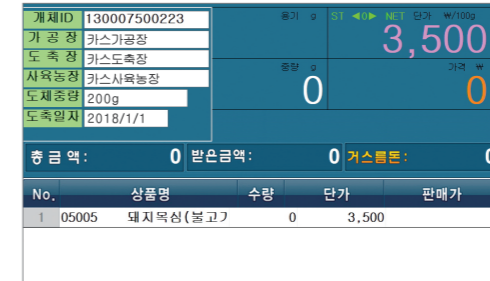 개체ID 130007500223
가 공 장 카스가공장
도 축 장 카스도축장
사육농장 카스사육농장
도체중량 200g
도축일자 2018/1/1
용기 g ST ◄0► NET 단가 ₩/100g
3,500
중량 g 가격 ₩
0 0
총 금 액: 0 받은금액: 0 거스름돈: 0
No. 상품명 수량 단가 판매가
1 05005 돼지목심(불고기 0 3,500